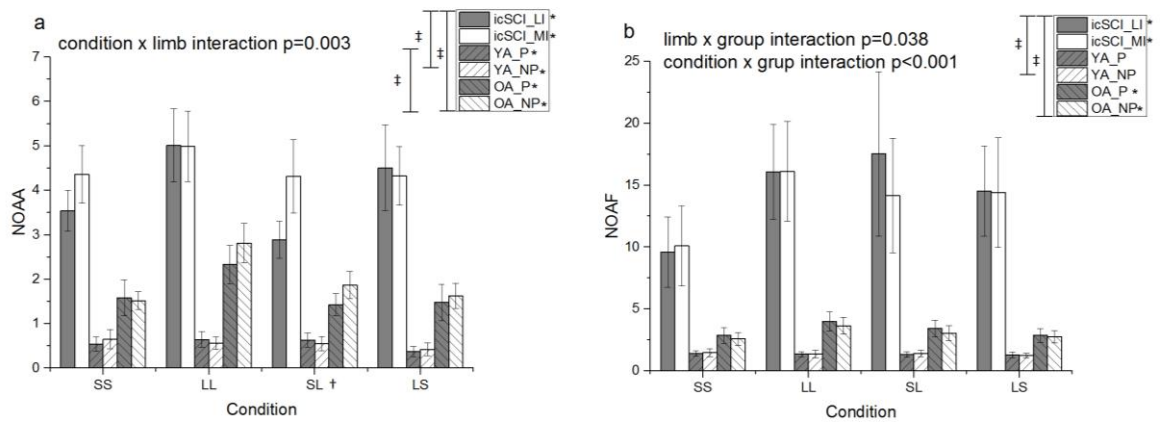 a
condition x limb interaction p=0.003
‡
‡
‡
icSCI_LI *
icSCI_MI*
YA_P *
YA_NP*
OA_P *
OA_NP*
7
6
5
4
3
2
1
0
NOAA
SS
LL
SL †
LS
Condition
b
limb x group interaction p=0.038
condition x grup interaction p<0.001
‡
‡
icSCI_LI *
icSCI_MI*
YA_P
YA_NP
OA_P *
OA_NP*
25
20
15
10
5
0
NOAF
SS
LL
SL
LS
Condition